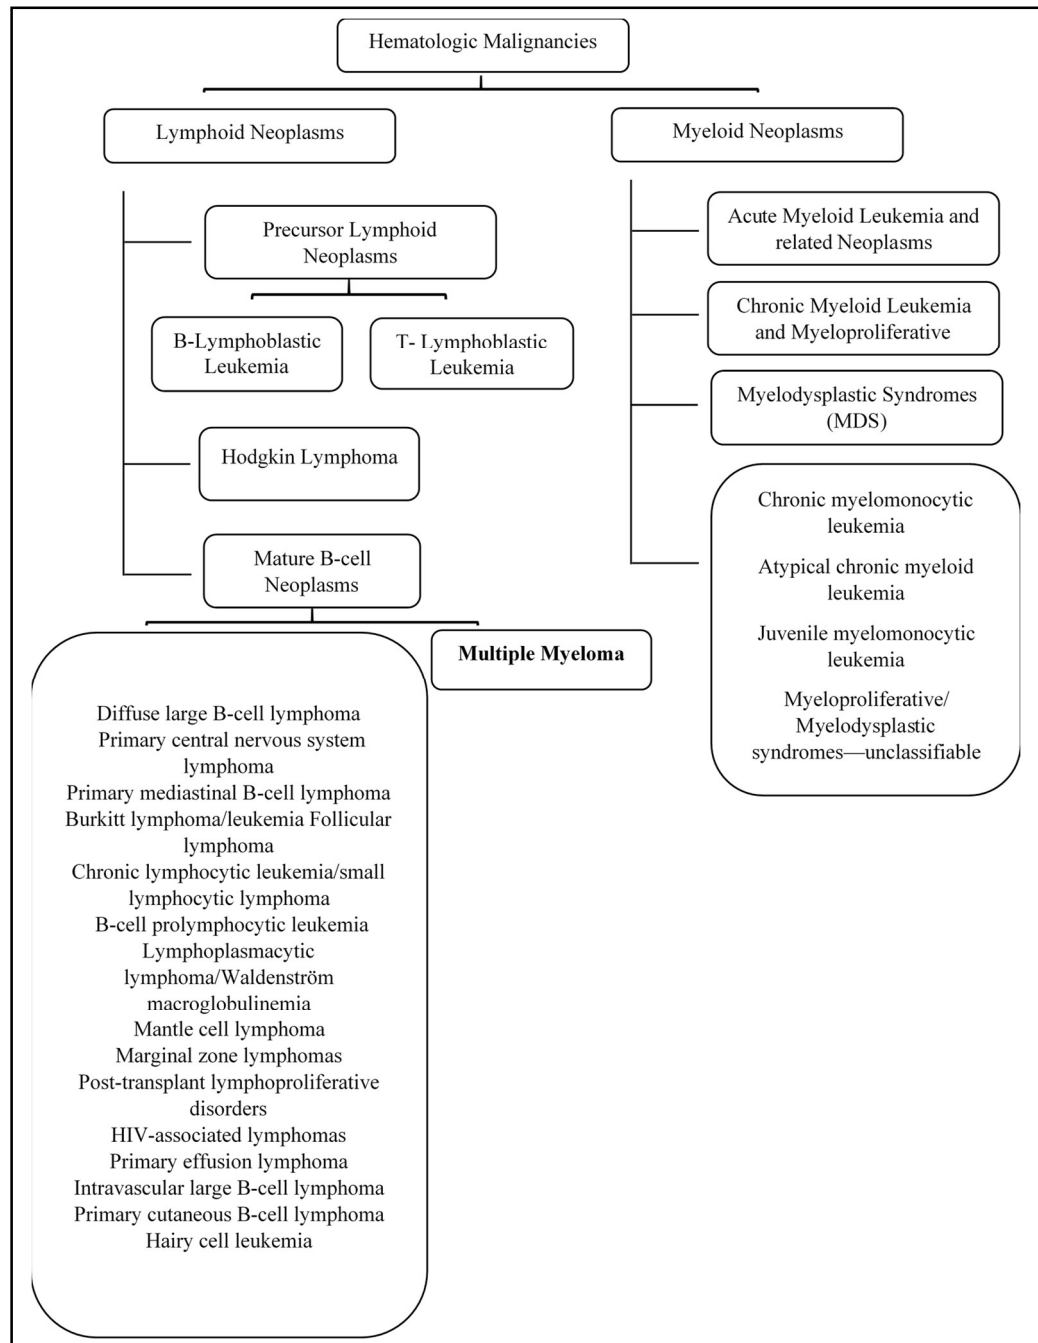 Hematologic Malignancies
Lymphoid Neoplasms
Myeloid Neoplasms
Precursor Lymphoid
Neoplasms
B-Lymphoblastic
Leukemia
T- Lymphoblastic
Leukemia
Hodgkin Lymphoma
Mature B-cell
Neoplasms
Multiple Myeloma
Diffuse large B-cell lymphoma
Primary central nervous system
lymphoma
Primary mediastinal B-cell lymphoma
Burkitt lymphoma/leukemia Follicular
lymphoma
Chronic lymphocytic leukemia/small
lymphocytic lymphoma
B-cell prolymphocytic leukemia
Lymphoplasmacytic
lymphoma/Waldenström
macroglobulinemia
Mantle cell lymphoma
Marginal zone lymphomas
Post-transplant lymphoproliferative
disorders
HIV-associated lymphomas
Primary effusion lymphoma
Intravascular large B-cell lymphoma
Primary cutaneous B-cell lymphoma
Hairy cell leukemia
Acute Myeloid Leukemia and
related Neoplasms
Chronic Myeloid Leukemia
and Myeloproliferative
Myelodysplastic Syndromes
(MDS)
Chronic myelomonocytic
leukemia
Atypical chronic myeloid
leukemia
Juvenile myelomonocytic
leukemia
Myeloproliferative/
Myelodysplastic
syndromes—unclassifiable